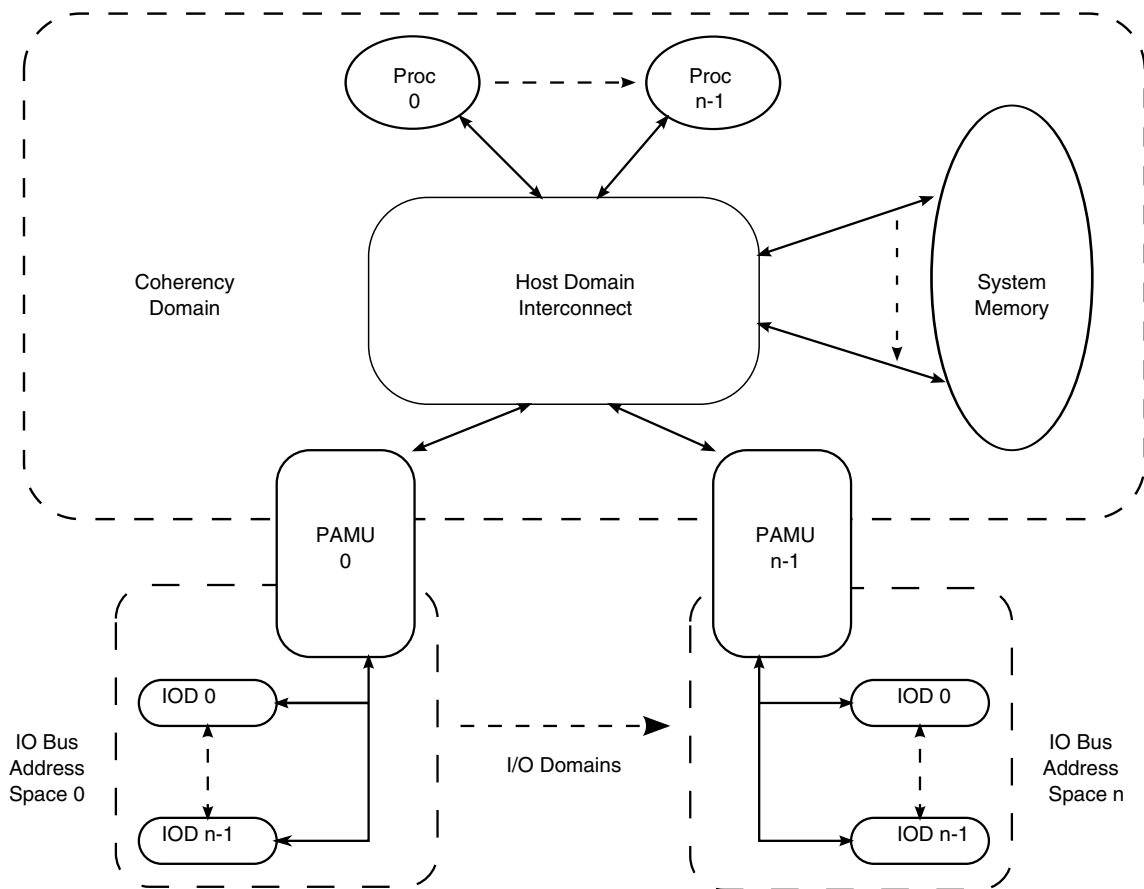 Proc
0
Proc
n-1
Coherency
Domain
Host Domain
Interconnect
System
Memory
PAMU
0
PAMU
n-1
IOD 0
IOD n-1
IO Bus
Address
Space 0
I/O Domains
IOD 0
IOD n-1
IO Bus
Address
Space n